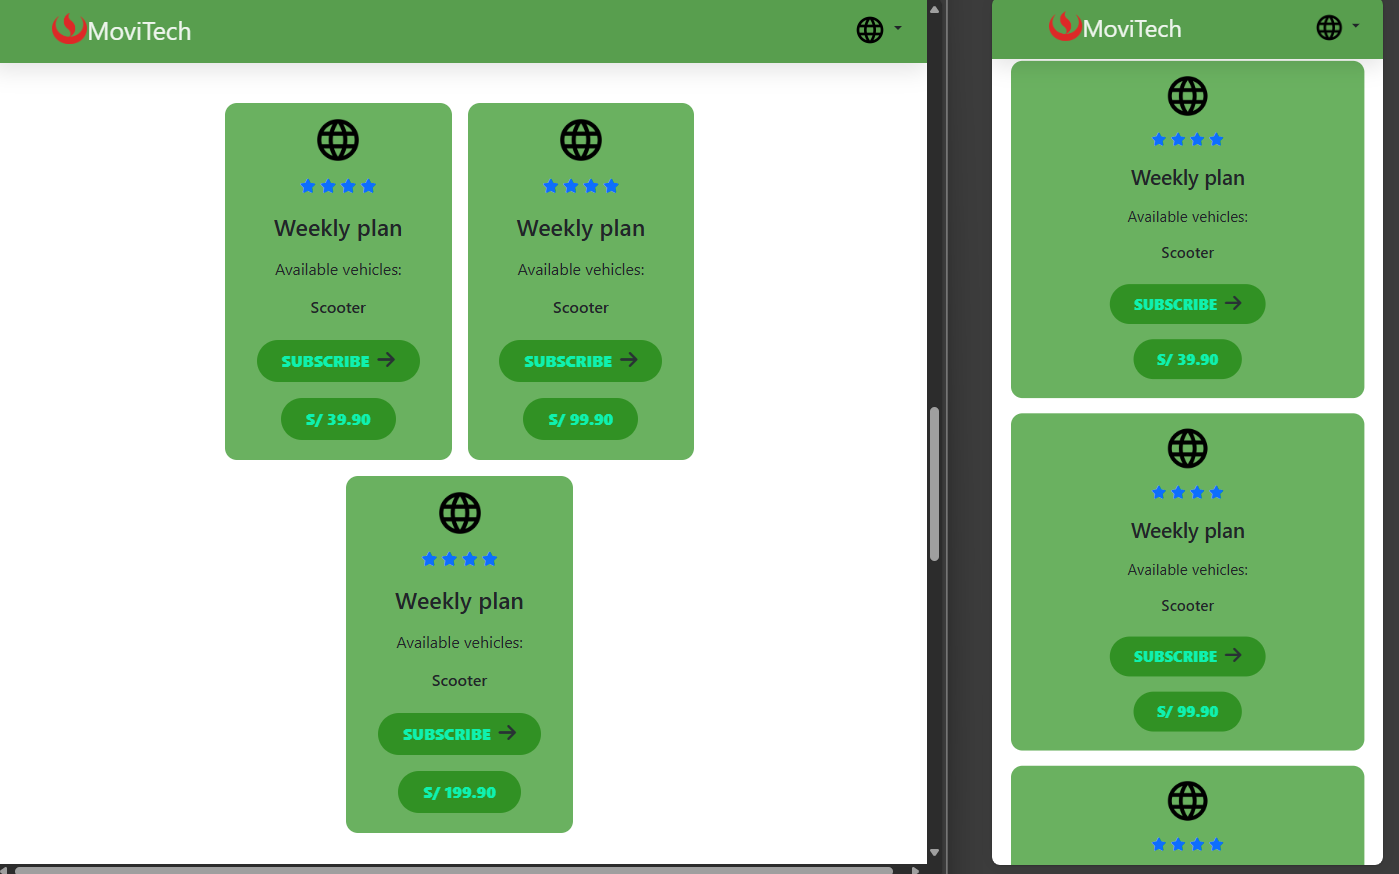 MoviTech
Weekly plan
Available vehicles:
Scooter
SUBSCRIBE
S/ 39.90
Weekly plan
Available vehicles:
Scooter
SUBSCRIBE
S/ 99.90
Weekly plan
Available vehicles:
Scooter
SUBSCRIBE
S/ 199.90
MoviTech
Weekly plan
Available vehicles:
Scooter
SUBSCRIBE
S/ 39.90
Weekly plan
Available vehicles:
Scooter
SUBSCRIBE
S/ 99.90